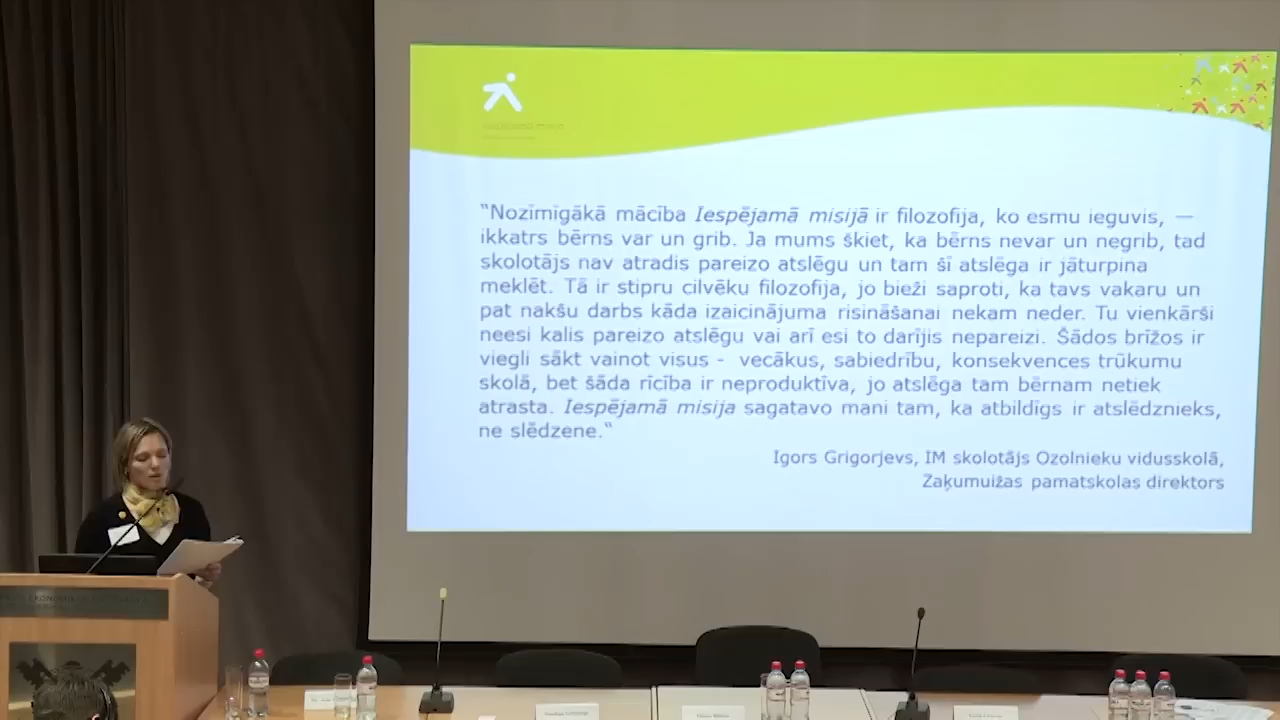 "Nozīmīgākā mācība Iespējamā misijā ir filozofija, ko esmu ieguvis, —
ikkatrs bērns var un grib. Ja mums šķiet, ka bērns nevar un negrib, tad
skolotājs nav atradis pareizo atslēgu un tam šī atslēga ir jāturpina
meklēt. Tā ir stipru cilvēku filozofija, jo bieži saproti, ka tavs vakaru un
pat nakšu darbs kāda izaicinājuma risināšanai nekam neder. Tu vienkārši
neesi kalis pareizo atslēgu vai arī esi to darījis nepareizi. Šādos brīžos ir
viegli sākt vainot visus - vecākus, sabiedrību, konsekvences trūkumu
skolā, bet šāda rīcība ir neproduktīva, jo atslēga tam bērnam netiek
atrasta. Iespējamā misija sagatavo mani tam, ka atbildīgs ir atslēdznieks,
ne slēdzene."
Igors Grigorjevs, IM skolotājs Ozolnieku vidusskolā,
Zaķumuižas pamatskolas direktors